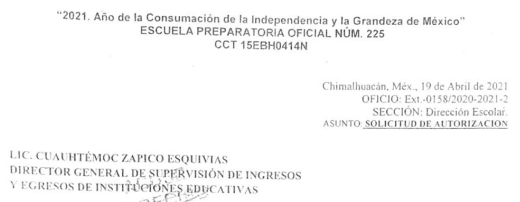 "2021. Año de la Consumación de la Independencia y la Grandeza de México"
ESCUELA PREPARATORIA OFICIAL NÚM. 225
CCT 15EBH0414N
Chimalhuacán, Méx., 19 de Abril de 2021
OFICIO: Ext.-0158/2020-2021-2
SECCIÓN: Dirección Escolar.
ASUNTO: SOLICITUD DE AUTORIZACIÓN
LIC. CUAUHTÉMOC ZAPICO ESQUIVIAS
DIRECTOR GENERAL DE SUPERVISIÓN DE INGRESOS
Y EGRESOS DE INSTITUCIONES EDUCATIVAS